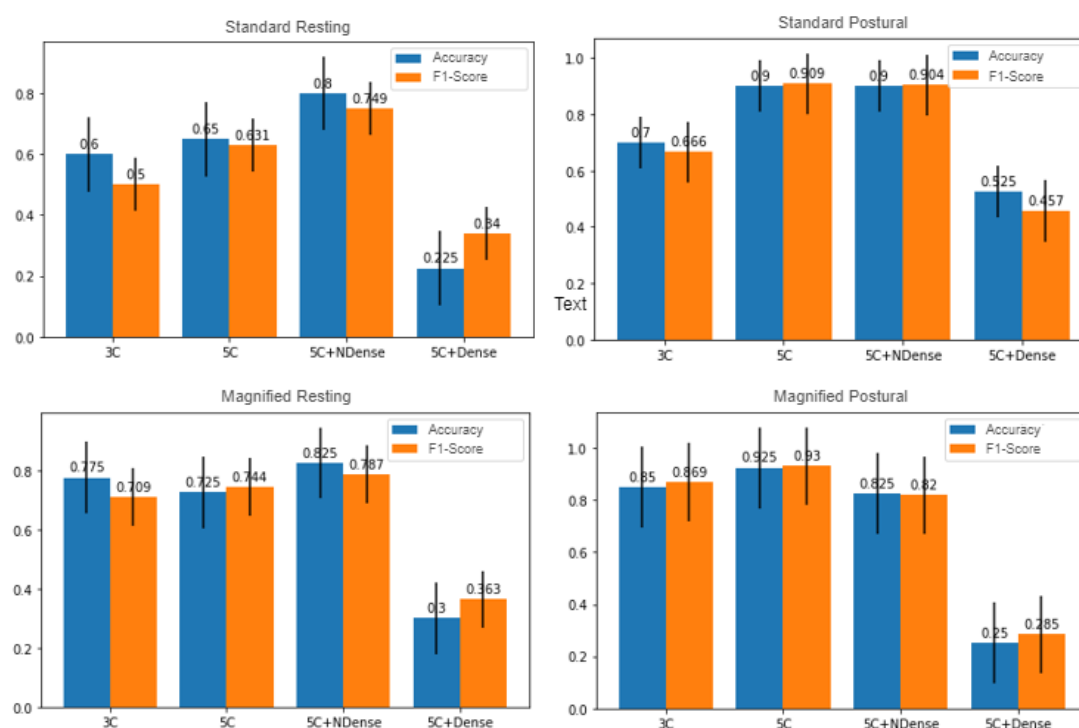 Standard Resting
Accuracy
F1-Score
0.8
0.6
0.4
0.2
0.0
0.6
0.5
0.65
0.631
0.8
0.749
0.225
0.34
3C
5C
5C+NDense
5C+Dense
Standard Postural
Accuracy
F1-Score
1.0
0.8
0.6
0.4
0.2
0.0
Text
0.7
0.666
0.9
0.909
0.9
0.904
0.525
0.457
3C
5C
5C+NDense
5C+Dense
Magnified Resting
Accuracy
F1-Score
0.8
0.6
0.4
0.2
0.0
0.775
0.709
0.725
0.744
0.825
0.787
0.3
0.363
3C
5C
5C+NDense
5C+Dense
Magnified Postural
Accuracy
F1-Score
1.0
0.8
0.6
0.4
0.2
0.0
0.85
0.869
0.925
0.93
0.825
0.82
0.25
0.285
3C
5C
5C+NDense
5C+Dense